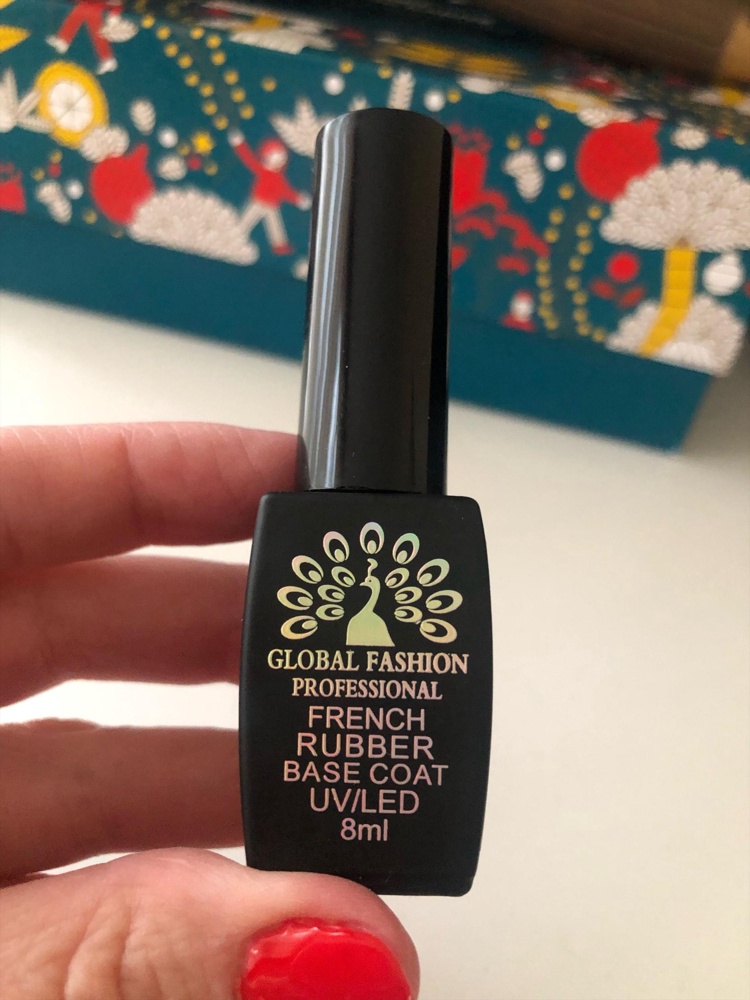 GLOBAL FASHION
PROFESSIONAL
FRENCH
RUBBER
BASE COAT
UV/LED
8ml